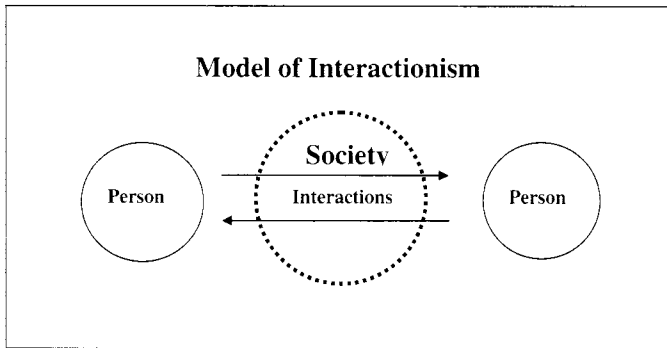 Model of Interactionism
Society
Person
Interactions
Person